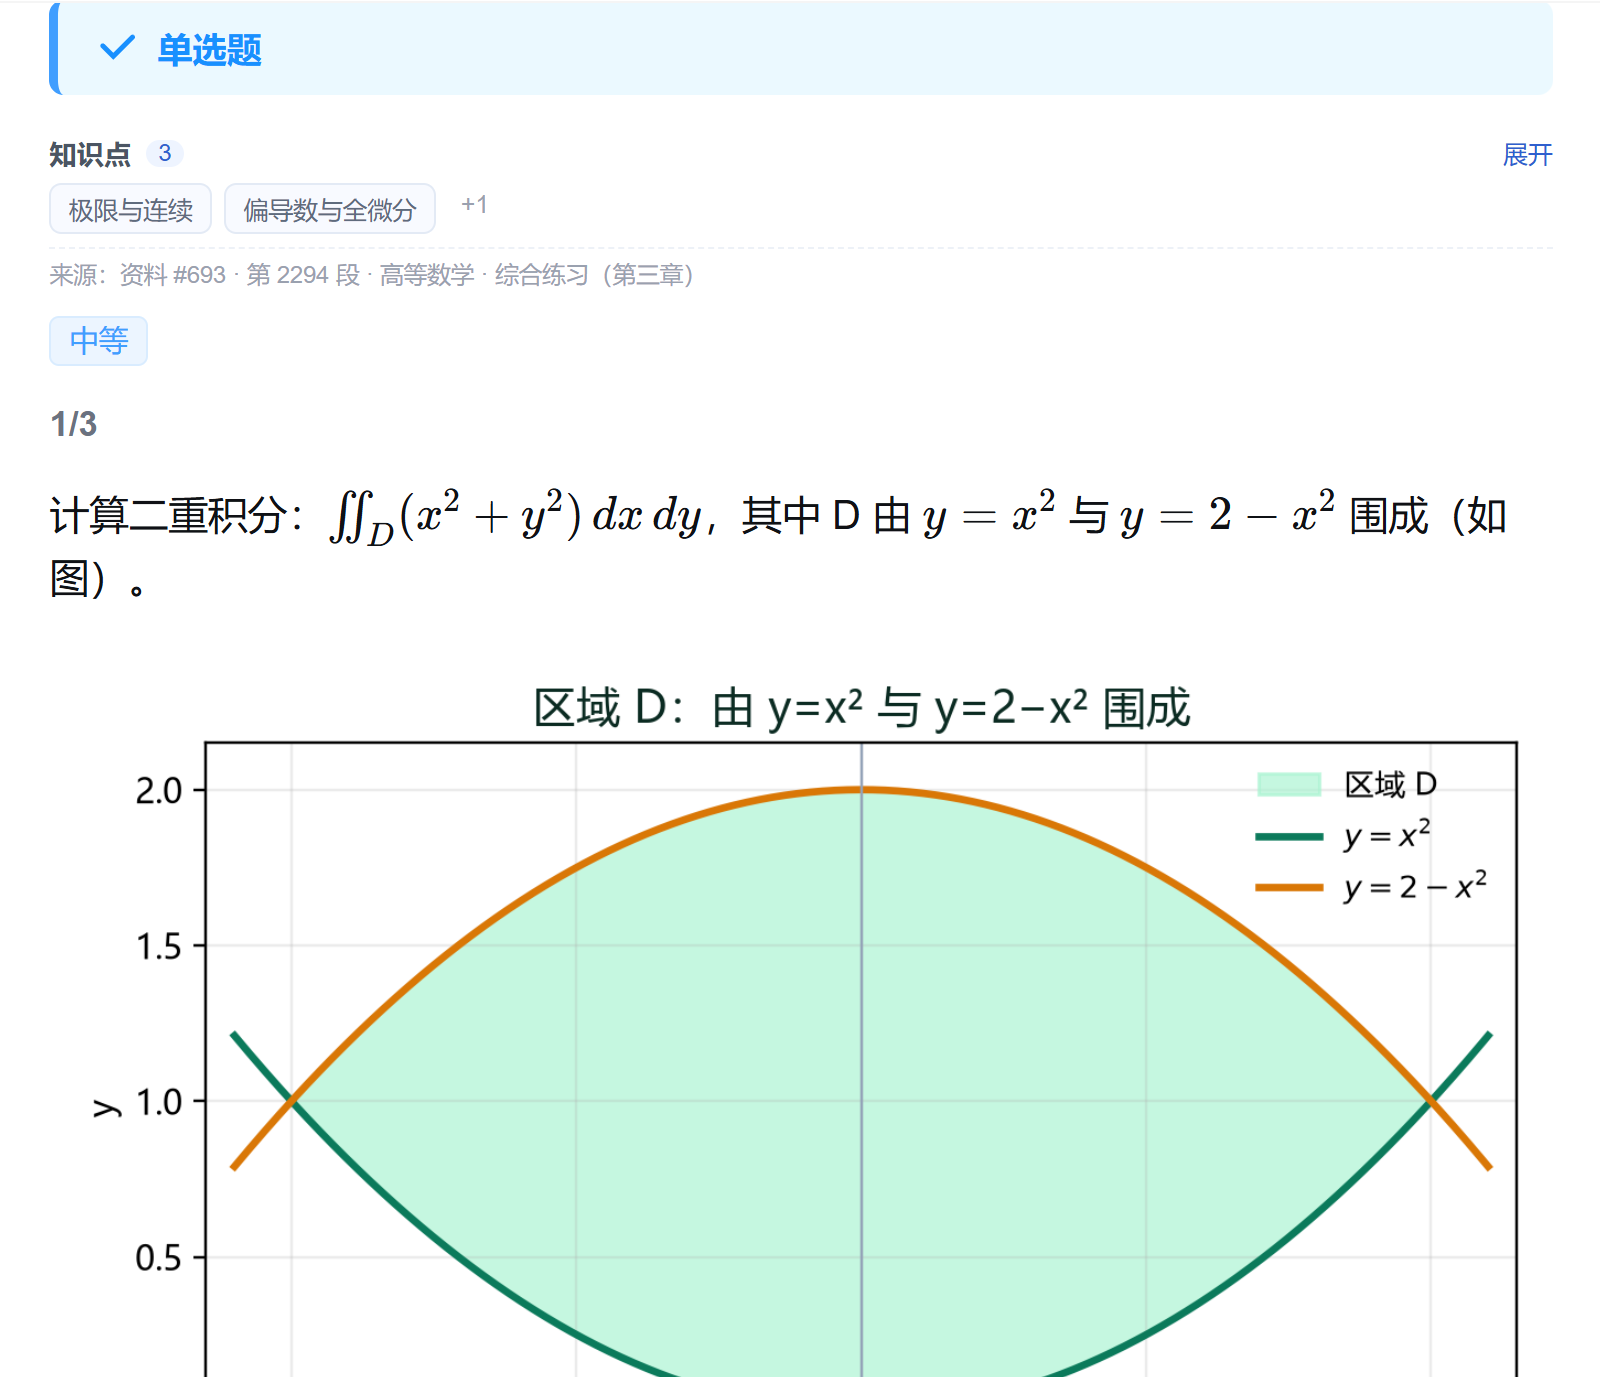 单选题
知识点 3 展开
极限与连续 偏导数与全微分 +1
来源：资料 #693 · 第 2294 段 · 高等数学 · 综合练习（第三章）
中等
1/3
计算二重积分：∬_D(x² + y²) dx dy，其中 D 由 y = x² 与 y = 2 − x² 围成（如
图）。
区域 D：由 y=x² 与 y=2−x² 围成
2.0
区域 D
y = x²
y = 2 − x²
1.5
y 1.0
0.5